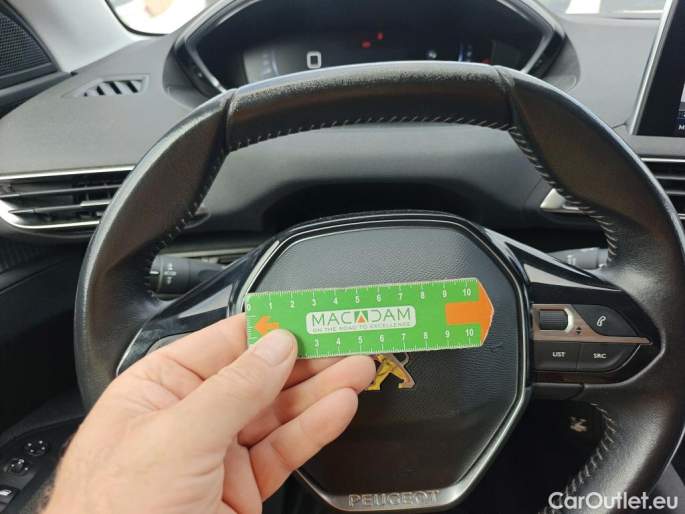 0 1 2 3 4 5 6 7 8 9 10
MACADAM
ON THE ROAD TO EXCELLENCE
3 4 5 6 7 8 9 10
LIST
SRC
PEUGEOT
CarOutlet.eu